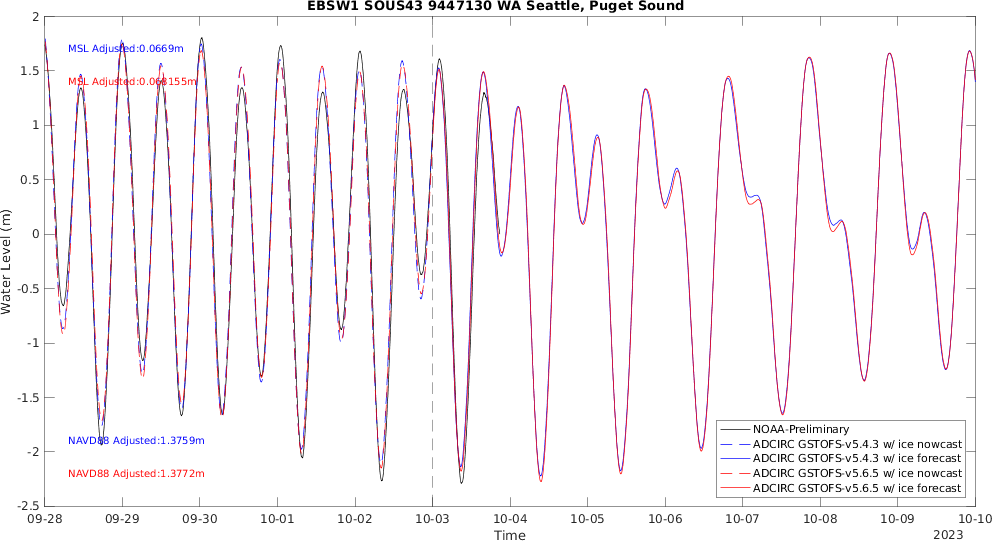 EBSW1 SOUS43 9447130 WA Seattle, Puget Sound
2
1.5
1
0.5
0
-0.5
-1
-1.5
-2
-2.5
Water Level (m)
MSL Adjusted:0.0669m
MSL Adjusted:0.068155m
NAVD88 Adjusted:1.3759m
NAVD88 Adjusted:1.3772m
NOAA-Preliminary
ADCIRC GSTOFS-v5.4.3 w/ ice nowcast
ADCIRC GSTOFS-v5.4.3 w/ ice forecast
ADCIRC GSTOFS-v5.6.5 w/ ice nowcast
ADCIRC GSTOFS-v5.6.5 w/ ice forecast
09-28 09-29 09-30 10-01 10-02 10-03 10-04 10-05 10-06 10-07 10-08 10-09 10-10
Time
2023